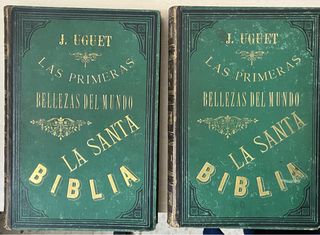 J. UGUET
LAS PRIMERAS
BELLEZAS DEL MUNDO
LA SANTA
BIBLIA
J. UGUET
LAS PRIMERAS
BELLEZAS DEL MUNDO
LA SANTA
BIBLIA